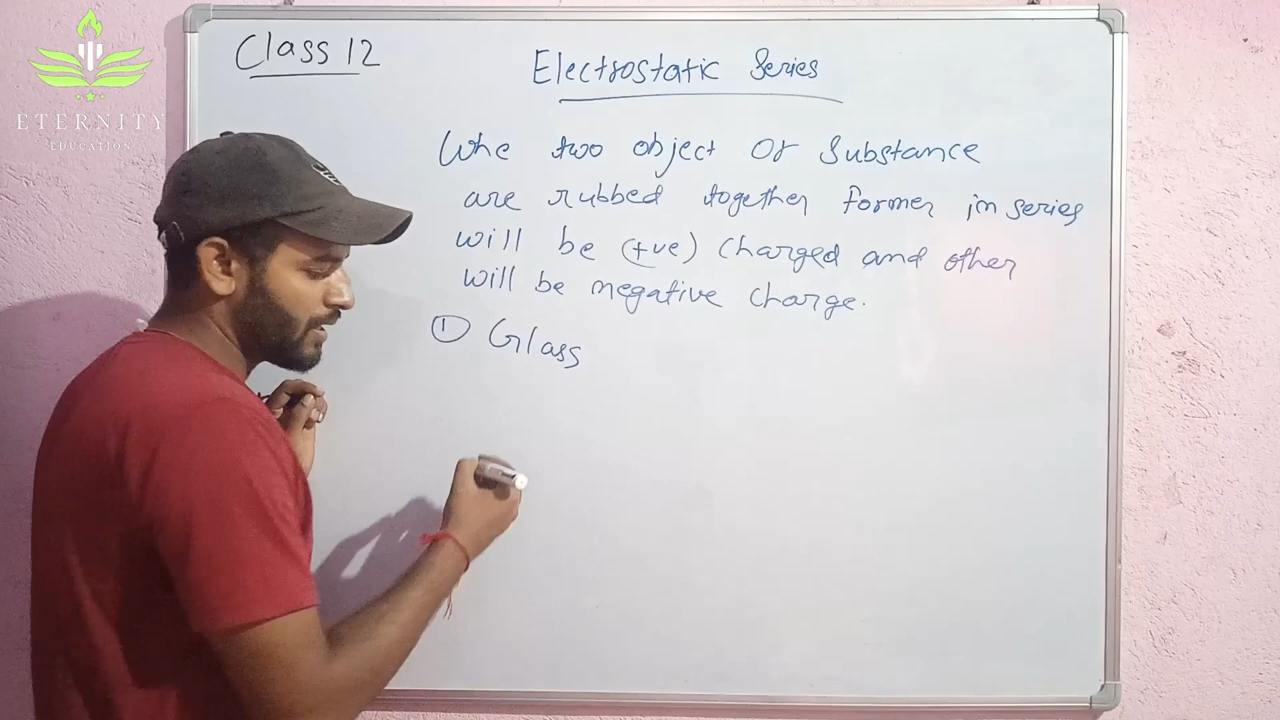 ETERNITY
EDUCATION
Class 12
Electrostatic Series
Whe two object or Substance
are rubbed together former in series
will be (+ve) charged and other
will be negative charge.
① Glass